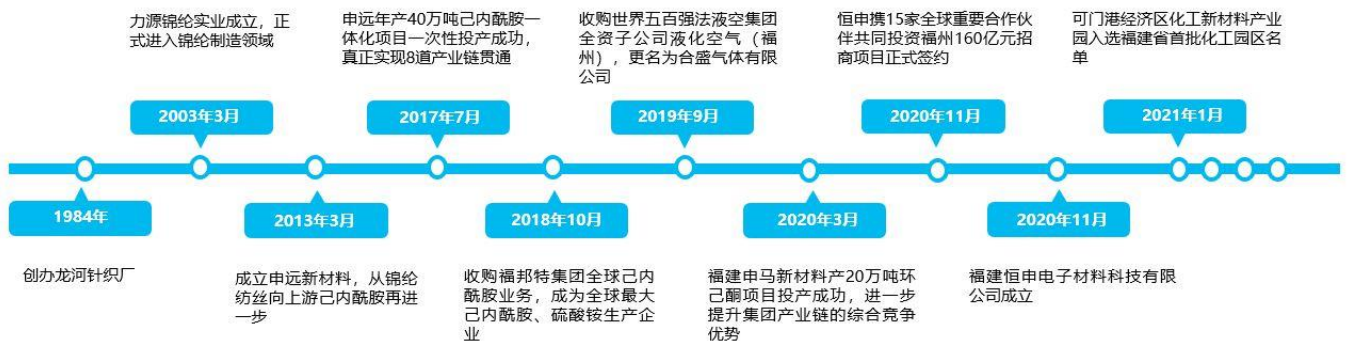 力源锦纶实业成立，正
式进入锦纶制造领域
申远年产40万吨己内酰胺一
体化项目一次性投产成功，
真正实现8道产业链贯通
收购世界五百强法液空集团
全资子公司液化空气（福
州），更名为合盛气体有限
公司
恒申携15家全球重要合作伙
伴共同投资福州160亿元招
商项目正式签约
可门港经济区化工新材料产业
园入选福建省首批化工园区名
单
2003年3月
2017年7月
2019年9月
2020年11月
2021年1月
1984年
2013年3月
2018年10月
2020年3月
2020年11月
创办龙河针织厂
成立申远新材料，从锦纶
纺丝向上游己内酰胺再进
一步
收购福邦特集团全球己内
酰胺业务，成为全球最大
己内酰胺、硫酸铵生产企
业
福建申马新材料产20万吨环
己酮项目投产成功，进一步
提升集团产业链的综合竞争
优势
福建恒申电子材料科技有限
公司成立